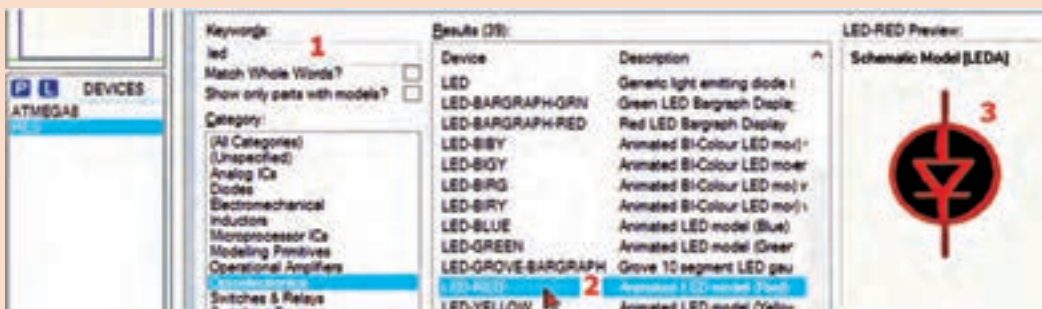 P L DEVICES
ATMEGA8
RES
Keywords:
led
1
Match Whole Words?
Show only parts with models?
Category:
(All Categories)
(Unspecified)
Analog ICs
Diodes
Electromechanical
Inductors
Microprocessor ICs
Modelling Primitives
Operational Amplifiers
Optoelectronics
Switches & Relays
Results (39):
Device Description
LED Generic light emitting diode (
LED-BARGRAPH-GRN Green LED Bargraph Display
LED-BARGRAPH-RED Red LED Bargraph Display
LED-BIBY Animated BI-Colour LED
LED-BIGY Animated BI-Colour LED
LED-BIRG Animated BI-Colour LED
LED-BIRY Animated BI-Colour LED
LED-BLUE Animated LED model (Blue)
LED-GREEN Animated LED model (Green
LED-GROVE-BARGRAPH Grove 10 segment LED gau
LED-RED 2 Animated LED model (Red)
LED-YELLOW Animated LED model (Yellow
LED-RED Preview:
Schematic Model [LEDA]
3